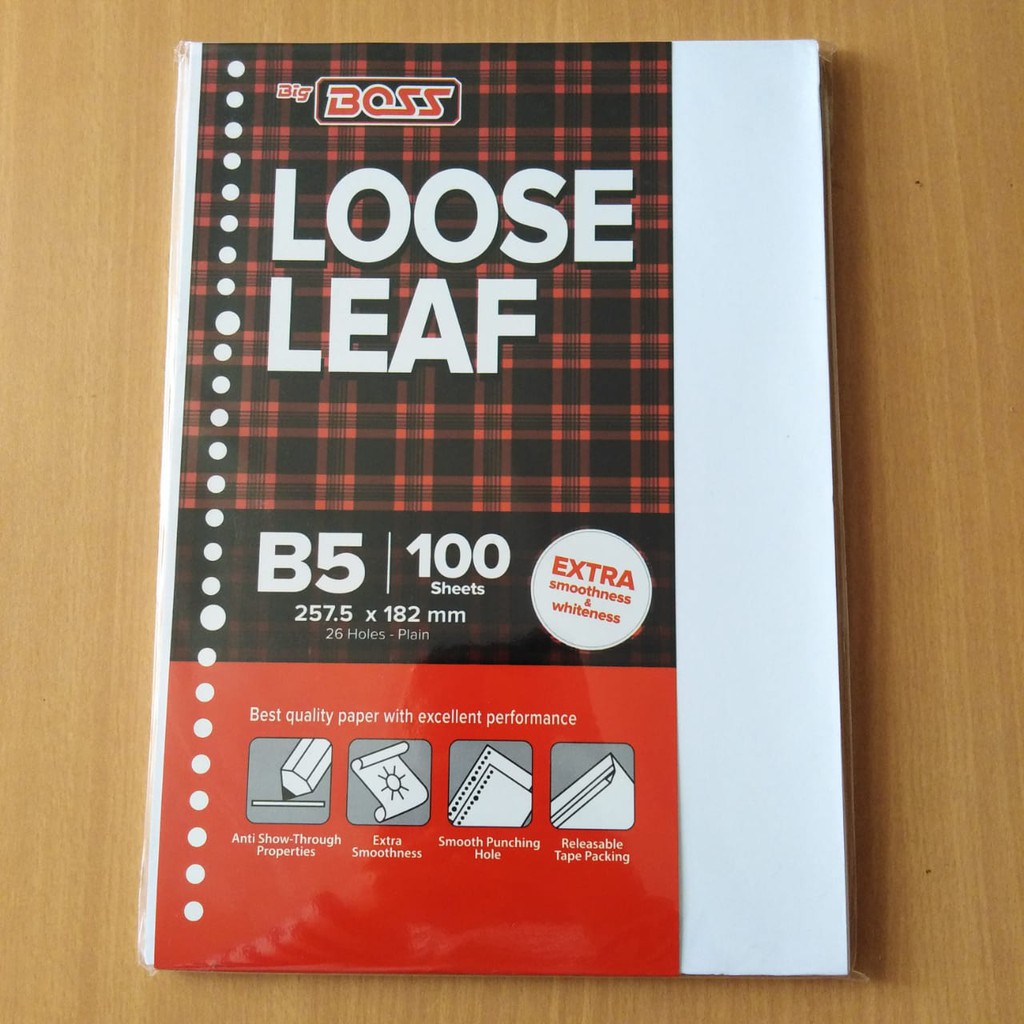 Big BOSS
LOOSE
LEAF
B5 | 100
Sheets
257.5 x 182 mm
26 Holes - Plain
EXTRA
smoothness
&
whiteness
Best quality paper with excellent performance
Anti Show-Through
Properties
Extra
Smoothness
Smooth Punching
Hole
Releasable
Tape Packing